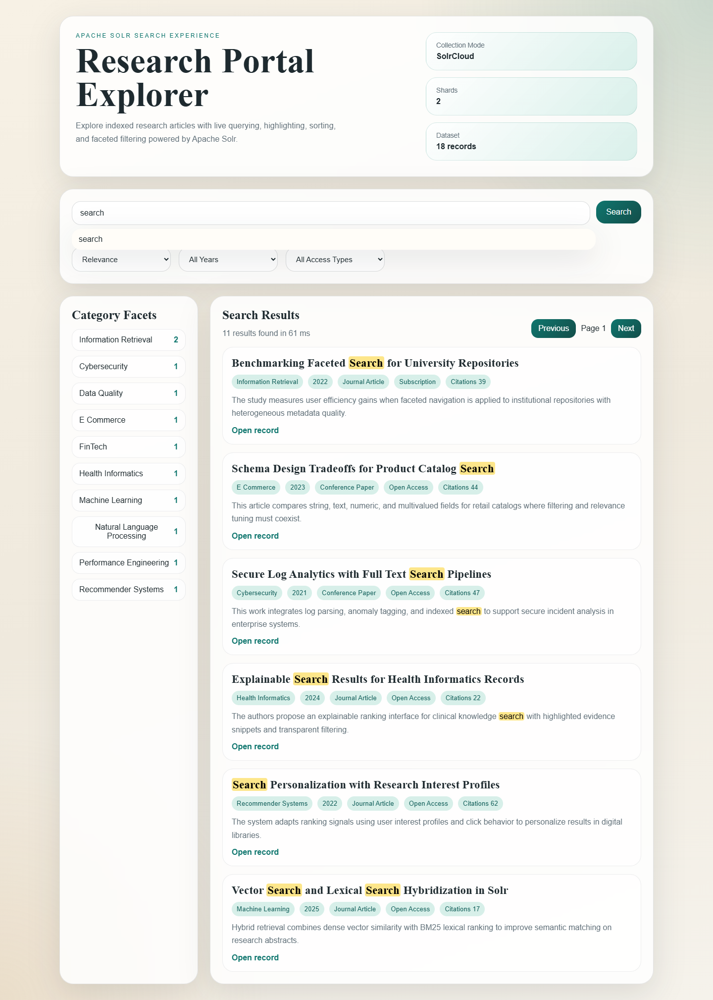 APACHE SOLR SEARCH EXPERIENCE
Research Portal
Explorer
Explore indexed research articles with live querying, highlighting, sorting,
and faceted filtering powered by Apache Solr.
Collection Mode
SolrCloud
Shards
2
Dataset
18 records
search
Search
search
Relevance
All Years
All Access Types
Category Facets
Information Retrieval 2
Cybersecurity 1
Data Quality 1
E Commerce 1
FinTech 1
Health Informatics 1
Machine Learning 1
Natural Language
Processing 1
Performance Engineering 1
Recommender Systems 1
Search Results
11 results found in 61 ms
Previous Page 1 Next
Benchmarking Faceted Search for University Repositories
Information Retrieval 2022 Journal Article Subscription Citations 39
The study measures user efficiency gains when faceted navigation is applied to institutional repositories with
heterogeneous metadata quality.
Open record
Schema Design Tradeoffs for Product Catalog Search
E Commerce 2023 Conference Paper Open Access Citations 44
This article compares string, text, numeric, and multivalued fields for retail catalogs where filtering and relevance
tuning must coexist.
Open record
Secure Log Analytics with Full Text Search Pipelines
Cybersecurity 2021 Conference Paper Open Access Citations 47
This work integrates log parsing, anomaly tagging, and indexed search to support secure incident analysis in
enterprise systems.
Open record
Explainable Search Results for Health Informatics Records
Health Informatics 2024 Journal Article Open Access Citations 22
The authors propose an explainable ranking interface for clinical knowledge search with highlighted evidence
snippets and transparent filtering.
Open record
Search Personalization with Research Interest Profiles
Recommender Systems 2022 Journal Article Open Access Citations 62
The system adapts ranking signals using user interest profiles and click behavior to personalize results in digital
libraries.
Open record
Vector Search and Lexical Search Hybridization in Solr
Machine Learning 2025 Journal Article Open Access Citations 17
Hybrid retrieval combines dense vector similarity with BM25 lexical ranking to improve semantic matching on
research abstracts.
Open record